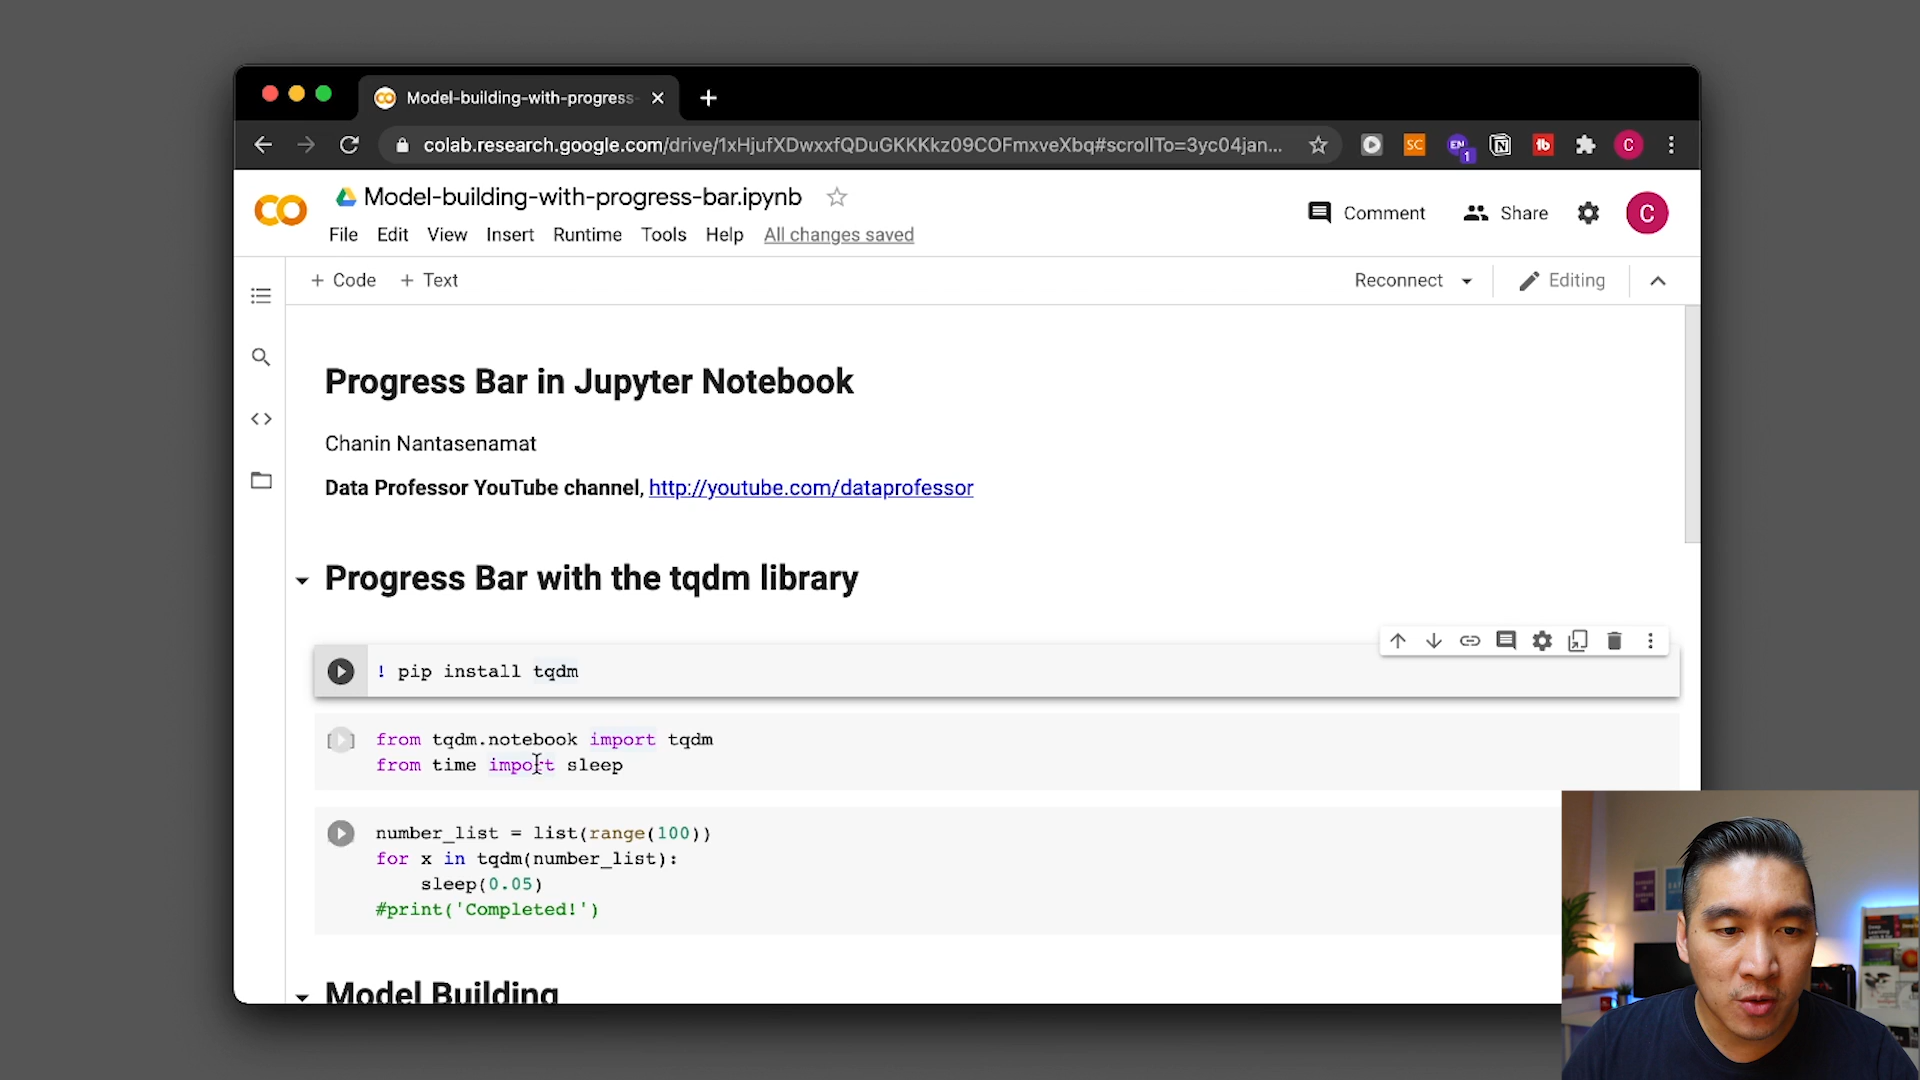 Model-building-with-progress-
colab.research.google.com/drive/1xHjufXDwxxfQDuGKKKkz09COFmxveXbq#scrollTo=3yc04jan...
SC
EN
1
C
Model-building-with-progress-bar.ipynb
Comment
Share
C
File Edit View Insert Runtime Tools Help All changes saved
+ Code + Text
Reconnect
Editing
Progress Bar in Jupyter Notebook
Chanin Nantasenamat
Data Professor YouTube channel, http://youtube.com/dataprofessor
Progress Bar with the tqdm library
! pip install tqdm
from tqdm.notebook import tqdm
from time import sleep
number_list = list(range(100))
for x in tqdm(number_list):
sleep(0.05)
#print('Completed!')
Model Building